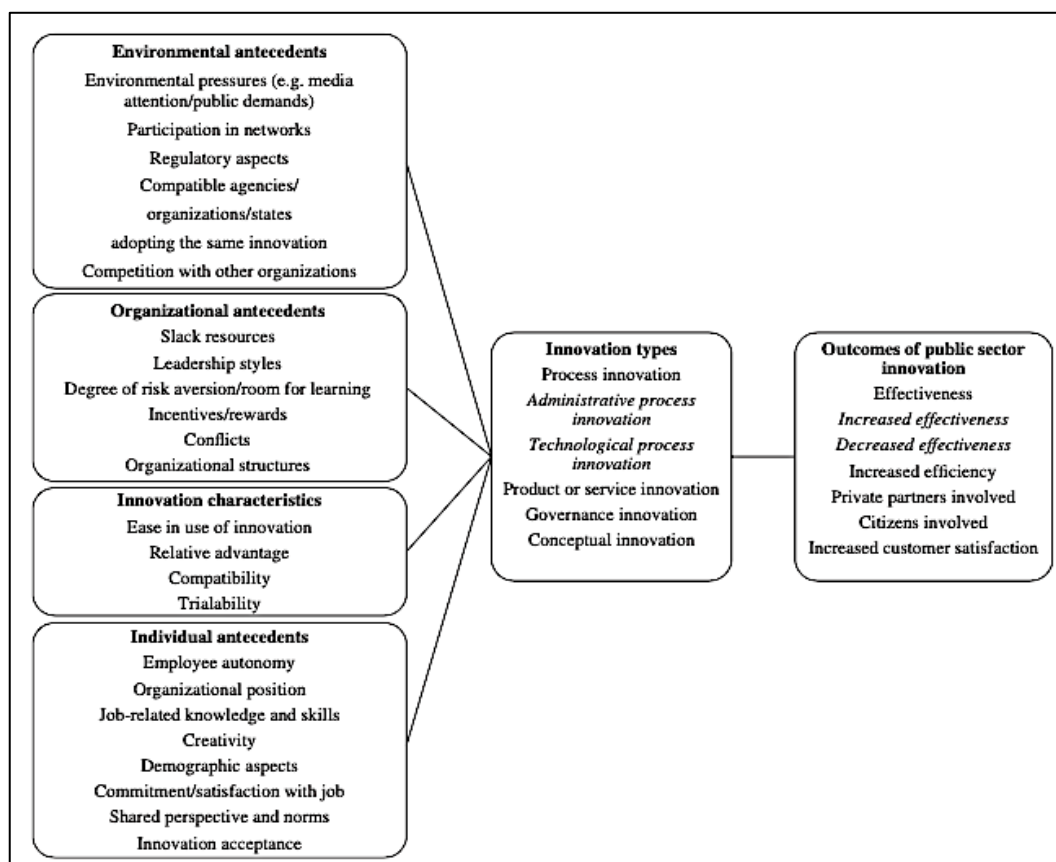 Environmental antecedents
Environmental pressures (e.g. media
attention/public demands)
Participation in networks
Regulatory aspects
Compatible agencies/
organizations/states
adopting the same innovation
Competition with other organizations
Organizational antecedents
Slack resources
Leadership styles
Degree of risk aversion/room for learning
Incentives/rewards
Conflicts
Organizational structures
Innovation characteristics
Ease in use of innovation
Relative advantage
Compatibility
Trialability
Individual antecedents
Employee autonomy
Organizational position
Job-related knowledge and skills
Creativity
Demographic aspects
Commitment/satisfaction with job
Shared perspective and norms
Innovation acceptance
Innovation types
Process innovation
Administrative process
innovation
Technological process
innovation
Product or service innovation
Governance innovation
Conceptual innovation
Outcomes of public sector
innovation
Effectiveness
Increased effectiveness
Decreased effectiveness
Increased efficiency
Private partners involved
Citizens involved
Increased customer satisfaction